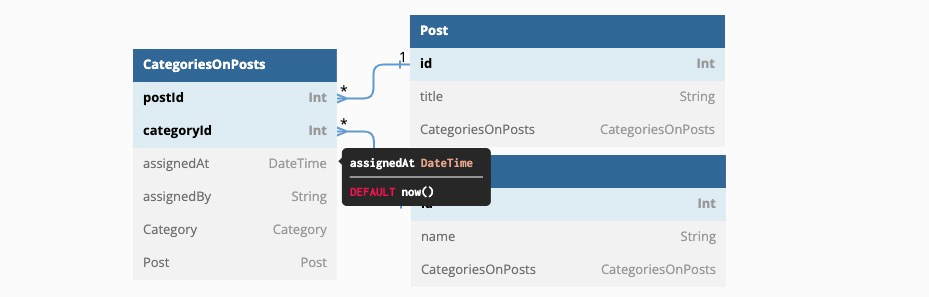 CategoriesOnPosts
postId Int
categoryId Int
assignedAt DateTime
assignedBy String
Category Category
Post Post
*
*
1
Post
id Int
title String
CategoriesOnPosts CategoriesOnPosts
assignedAt DateTime
DEFAULT now()
Int
name String
CategoriesOnPosts CategoriesOnPosts